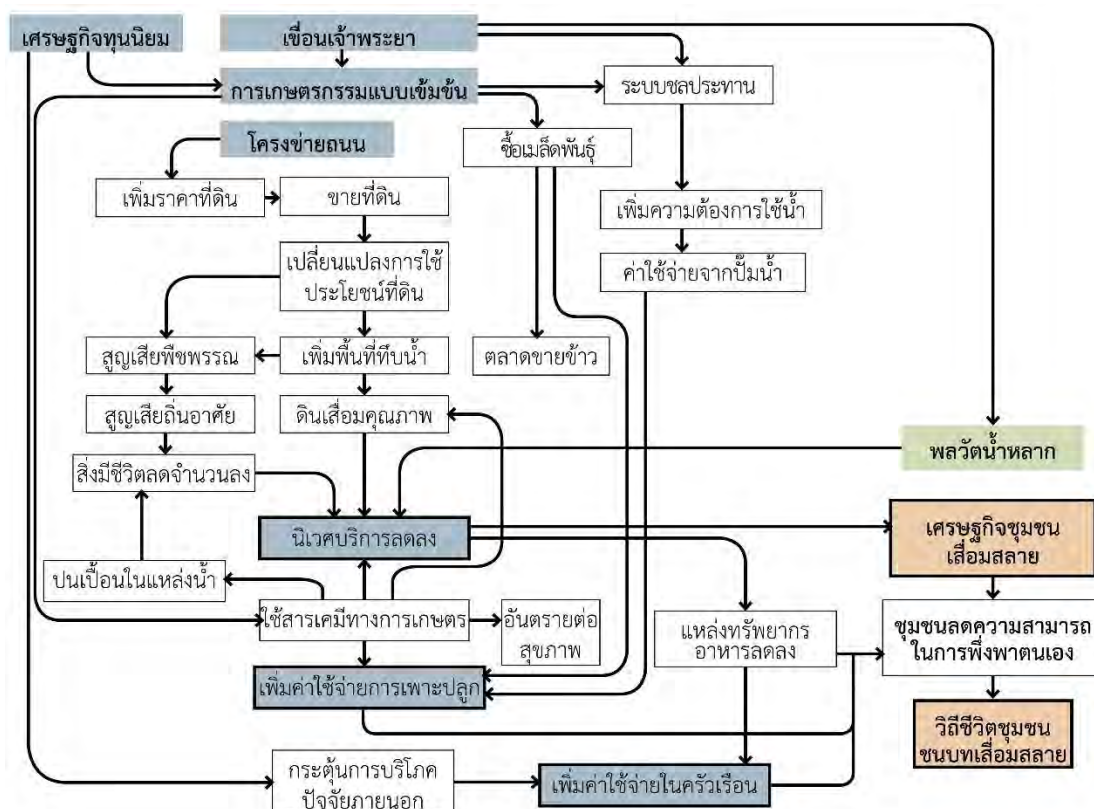 เศรษฐกิจทุนนิยม
เขื่อนเจ้าพระยา
การเกษตรกรรมแบบเข้มข้น
ระบบชลประทาน
โครงข่ายถนน
ซื้อเมล็ดพันธุ์
เพิ่มราคาที่ดิน
ขายที่ดิน
เพิ่มความต้องการใช้น้ำ
เปลี่ยนแปลงการใช้
ประโยชน์ที่ดิน
ค่าใช้จ่ายจากปั๊มน้ำ
สูญเสียพืชพรรณ
เพิ่มพื้นที่ทึบน้ำ
ตลาดขายข้าว
สูญเสียถิ่นอาศัย
ดินเสื่อมคุณภาพ
พลวัตน้ำหลาก
สิ่งมีชีวิตลดจำนวนลง
นิเวศบริการลดลง
เศรษฐกิจชุมชน
เสื่อมสลาย
ปนเปื้อนในแหล่งน้ำ
ใช้สารเคมีทางการเกษตร
อันตรายต่อ
สุขภาพ
แหล่งทรัพยากร
อาหารลดลง
ชุมชนลดความสามารถ
ในการพึ่งพาตนเอง
เพิ่มค่าใช้จ่ายการเพาะปลูก
วิถีชีวิตชุมชน
ชนบทเสื่อมสลาย
กระตุ้นการบริโภค
ปัจจัยภายนอก
เพิ่มค่าใช้จ่ายในครัวเรือน